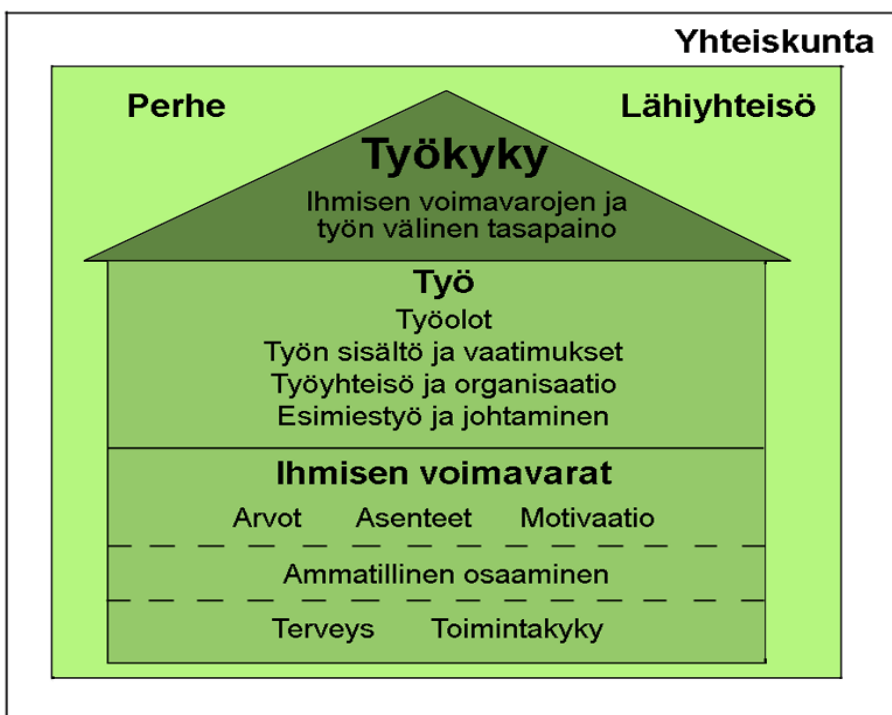 Yhteiskunta
Perhe Lähiyhteisö
Työkyky
Ihmisen voimavarojen ja
työn välinen tasapaino
Työ
Työolot
Työn sisältö ja vaatimukset
Työyhteisö ja organisaatio
Esimiestyö ja johtaminen
Ihmisen voimavarat
Arvot Asenteet Motivaatio
Ammatillinen osaaminen
Terveys Toimintakyky